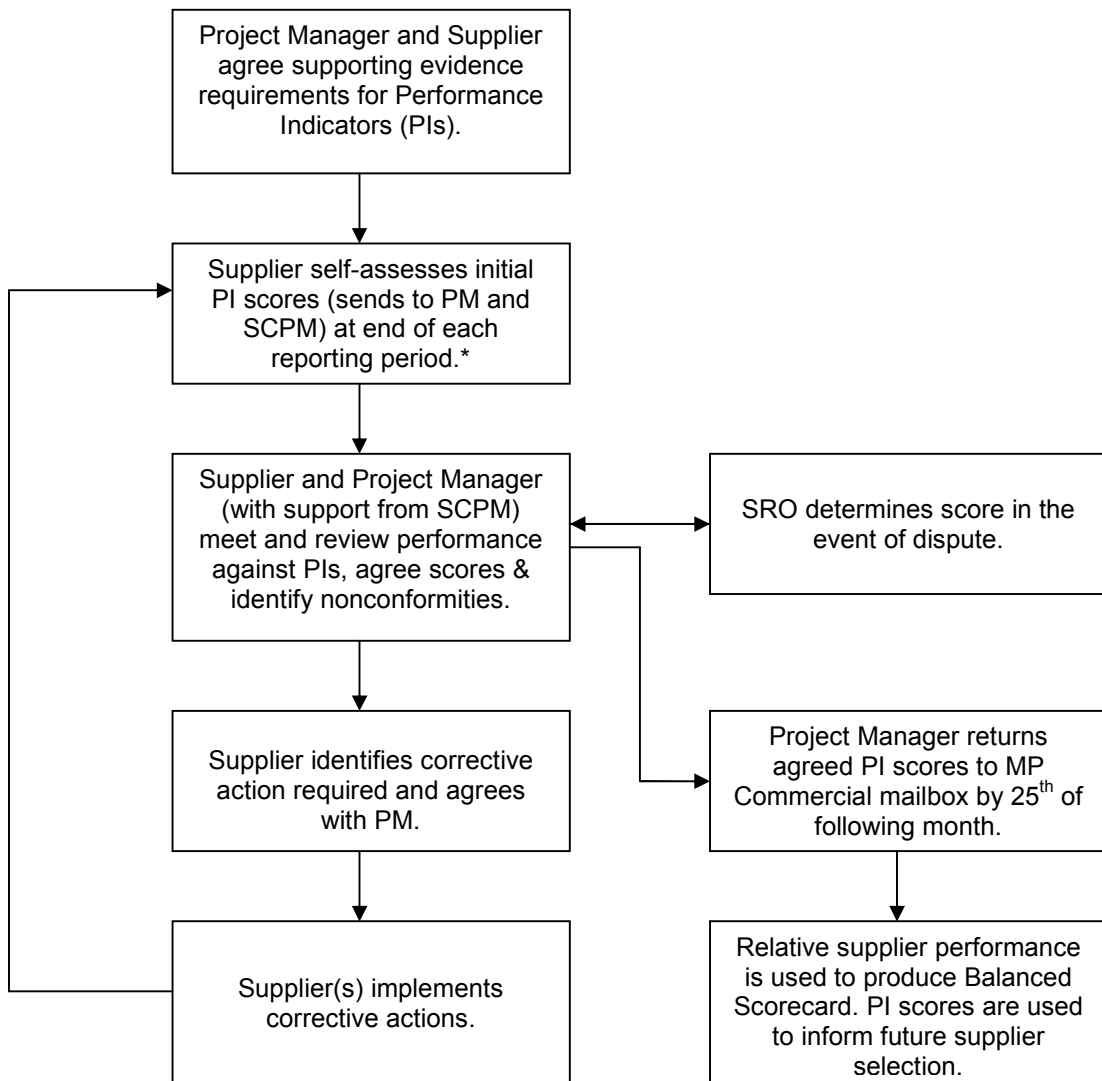 Project Manager and Supplier
agree supporting evidence
requirements for Performance
Indicators (PIs).
Supplier self-assesses initial
PI scores (sends to PM and
SCPM) at end of each
reporting period.*
Supplier and Project Manager
(with support from SCPM)
meet and review performance
against PIs, agree scores &
identify nonconformities.
SRO determines score in the
event of dispute.
Supplier identifies corrective
action required and agrees
with PM.
Project Manager returns
agreed PI scores to MP
Commercial mailbox by 25th of
following month.
Supplier(s) implements
corrective actions.
Relative supplier performance
is used to produce Balanced
Scorecard. PI scores are used
to inform future supplier
selection.